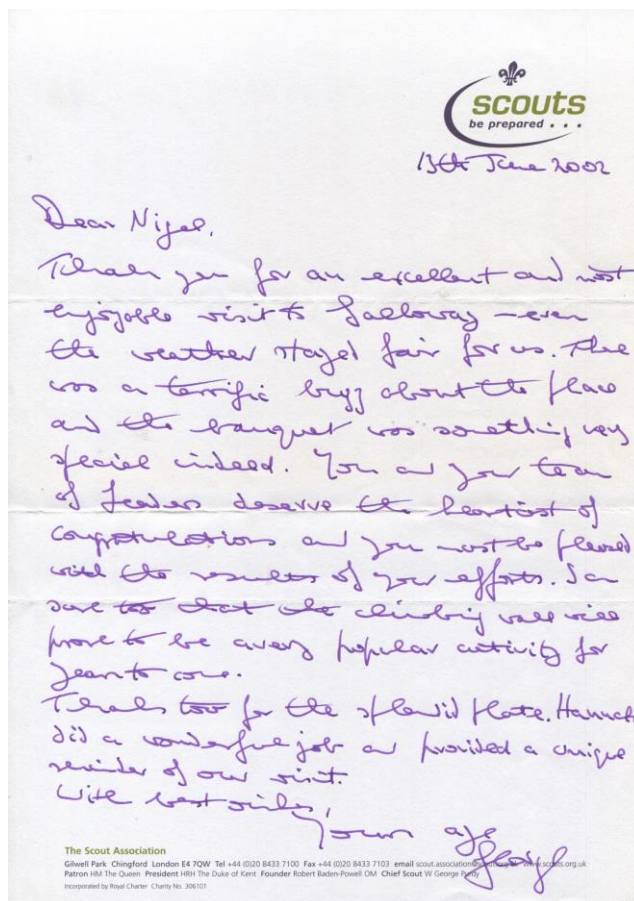 scouts
be prepared . . .
13th June 2002
Dear Nigel,
Thank you for an excellent and most
enjoyable visit to Galloway – even
the weather stayed fair for us. There
was a terrific buzz about the place
and the banquet was something very
special indeed. You and your team
of leaders deserve the heartiest of
congratulations and you must be pleased
with the results of your efforts. I am
sure too that the climbing wall will
prove to be a very popular activity for
years to come.
Thanks too for the splendid plate. Hannah
did a wonderful job and provided a unique
reminder of our visit.
With best wishes,
Yours aye
George
The Scout Association
Gilwell Park Chingford London E4 7QW Tel +44 (0)20 8433 7100 Fax +44 (0)20 8433 7103 email scout.association@scouts.org.uk www.scouts.org.uk
Patron HM The Queen President HRH The Duke of Kent Founder Robert Baden-Powell OM Chief Scout W George Purdy
Incorporated by Royal Charter Charity No. 306101